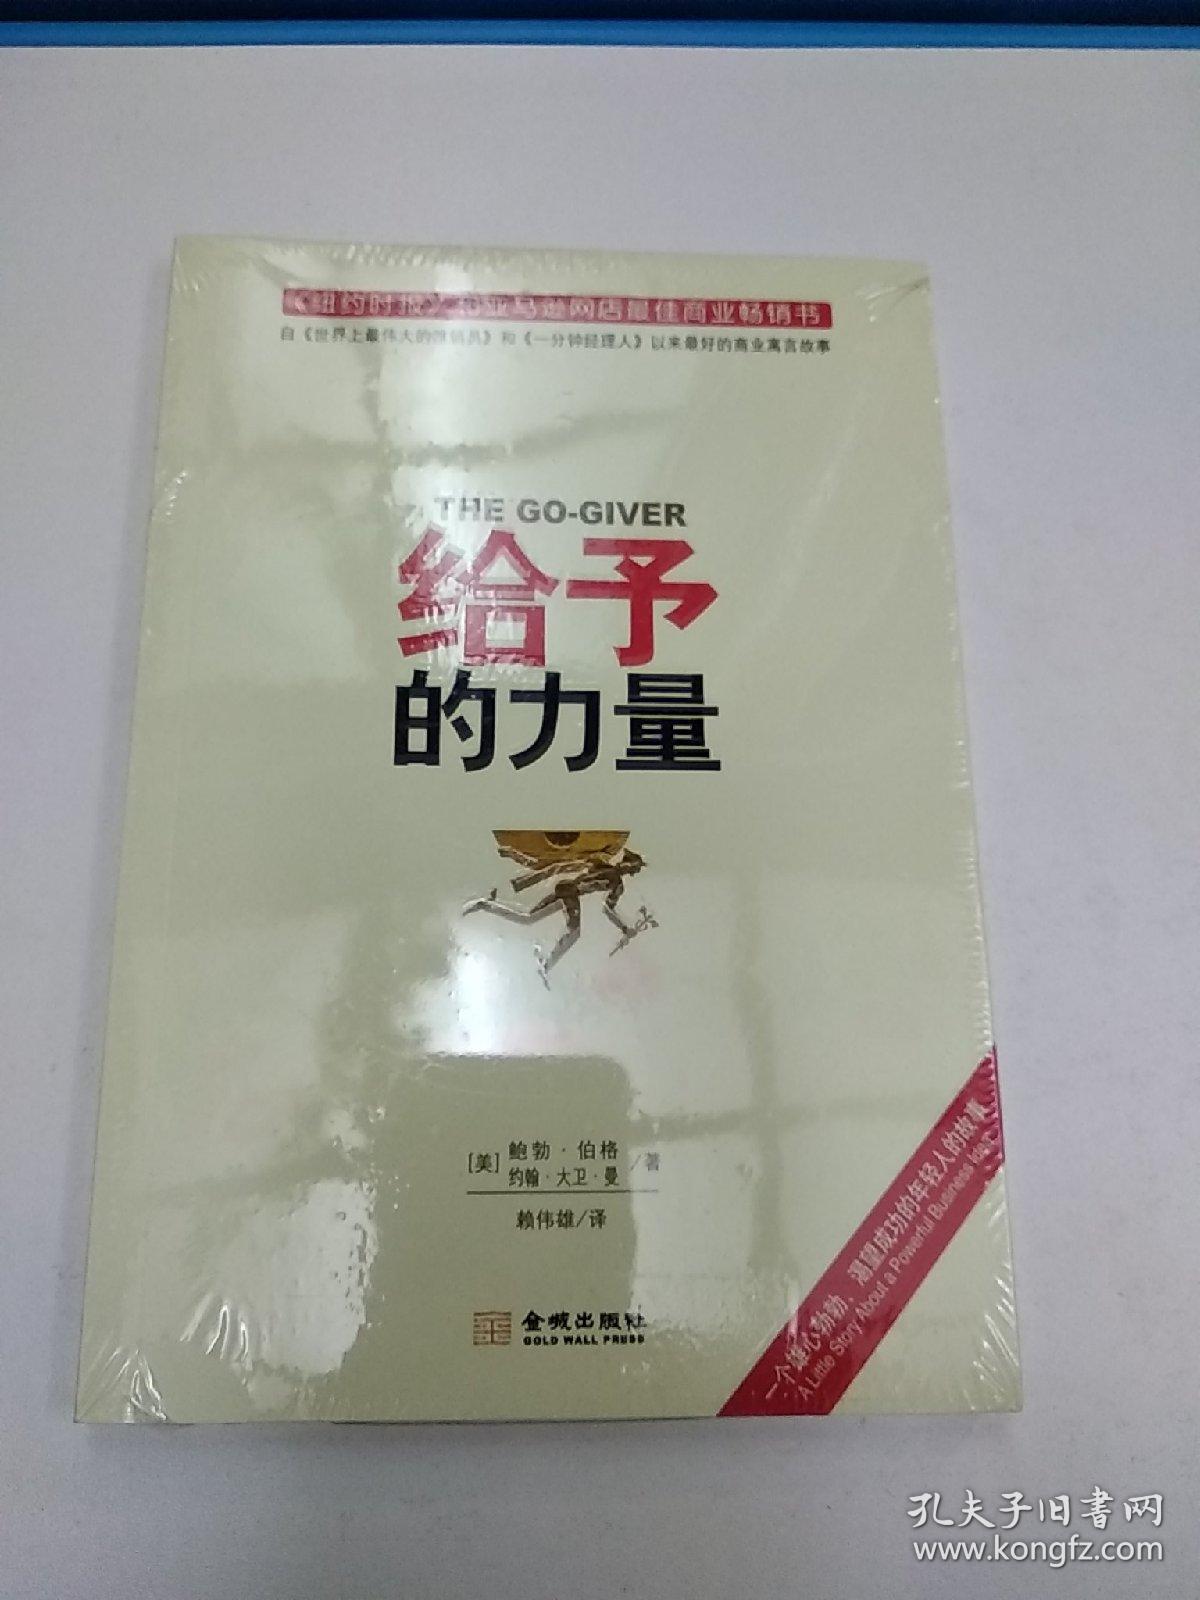 《纽约时报》和亚马逊网店最佳商业畅销书
自《世界上最伟大的推销员》和《一分钟经理人》以来最好的商业寓言故事
THE GO-GIVER
给予
的力量
[美] 鲍勃·伯格
约翰·大卫·曼 /著
赖伟雄/译
金城出版社
GOLD WALL PRESS
一个雄心勃勃、渴望成功的年轻人的故事
A Little Story About a Powerful Business Idea
孔夫子旧书网
www.kongfz.com